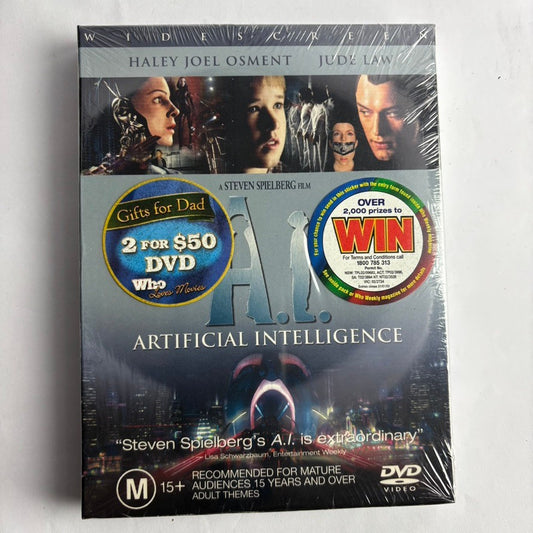 WIDESCREEN
HALEY JOEL OSMENT JUDE LAW
A STEVEN SPIELBERG FILM
Gifts for Dad
2 FOR $50
DVD
Who
Loves Movies
OVER
2,000 prizes to
WIN
For Terms and Conditions call
1800 785 313
Permit No.
A.I.
ARTIFICIAL INTELLIGENCE
"Steven Spielberg's A.I. is extraordinary"
– Lisa Schwarzbaum, Entertainment Weekly
M 15+
RECOMMENDED FOR MATURE
AUDIENCES 15 YEARS AND OVER
ADULT THEMES
DVD
VIDEO